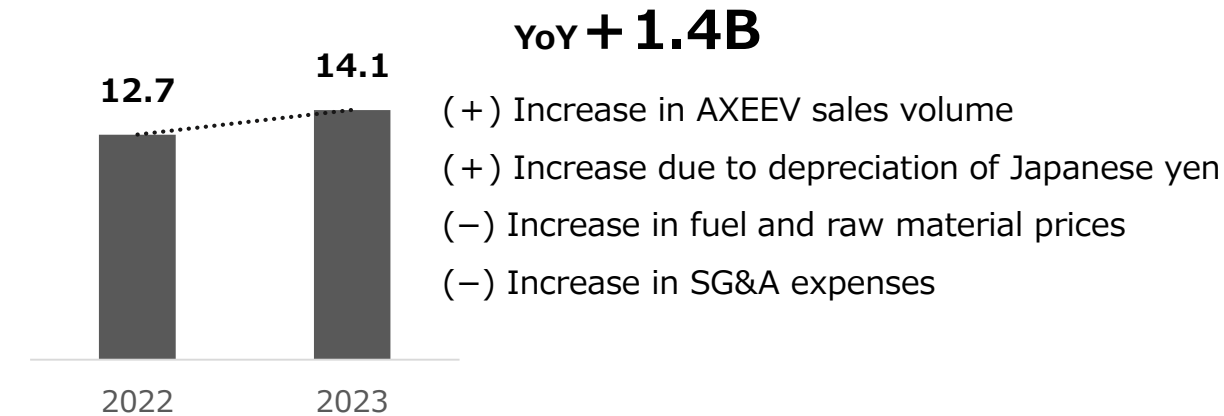 YoY＋1.4B
12.7
14.1
(＋) Increase in AXEEV sales volume
(＋) Increase due to depreciation of Japanese yen
(－) Increase in fuel and raw material prices
(－) Increase in SG&A expenses
2022
2023